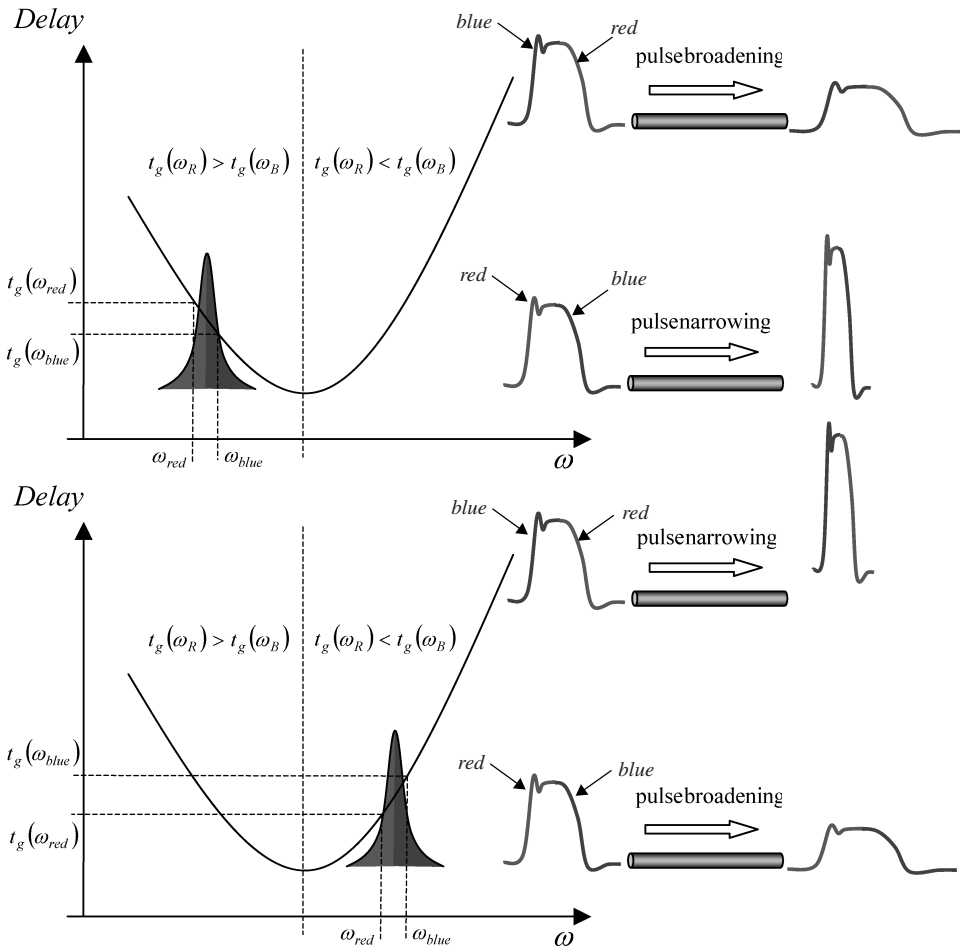 Delay
blue
red
pulsebroadening
t_g(ω_R) > t_g(ω_B)
t_g(ω_R) < t_g(ω_B)
t_g(ω_red)
t_g(ω_blue)
red
blue
pulsenarrowing
ω_red
ω_blue
ω
Delay
blue
red
pulsenarrowing
t_g(ω_R) > t_g(ω_B)
t_g(ω_R) < t_g(ω_B)
t_g(ω_blue)
t_g(ω_red)
red
blue
pulsebroadening
ω_red
ω_blue
ω